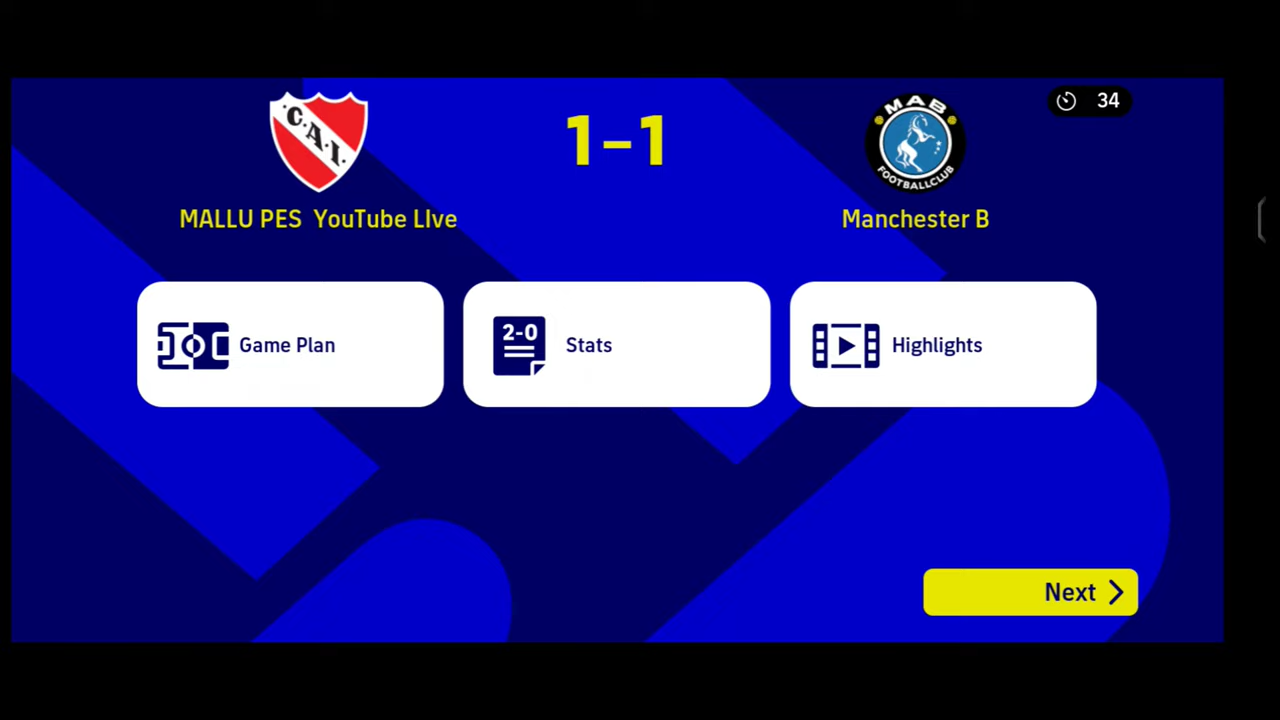 C.A.I.
1-1
MAB
FOOTBALLCLUB
34
MALLU PES YouTube LIve
Manchester B
Game Plan
2-0
Stats
Highlights
Next